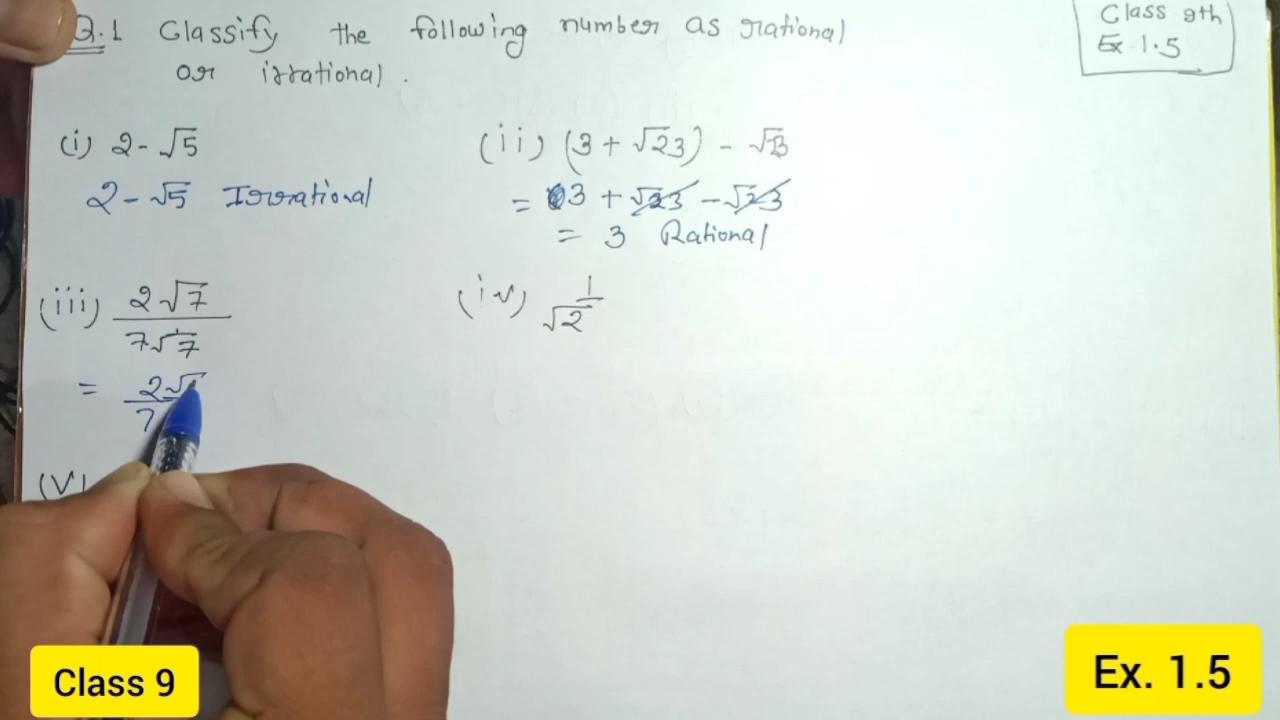 Q.1 Classify the following number as rational
or irrational.
Class 9th
Ex. 1.5
(i) 2 - √5
2 - √5 Irrational
(ii) (3 + √23) - √23
= 3 + √23 - √23
= 3 Rational
(iii) 2√7
7√7
= 2√
7
(iv) 1
√2
(V)
Class 9
Ex. 1.5